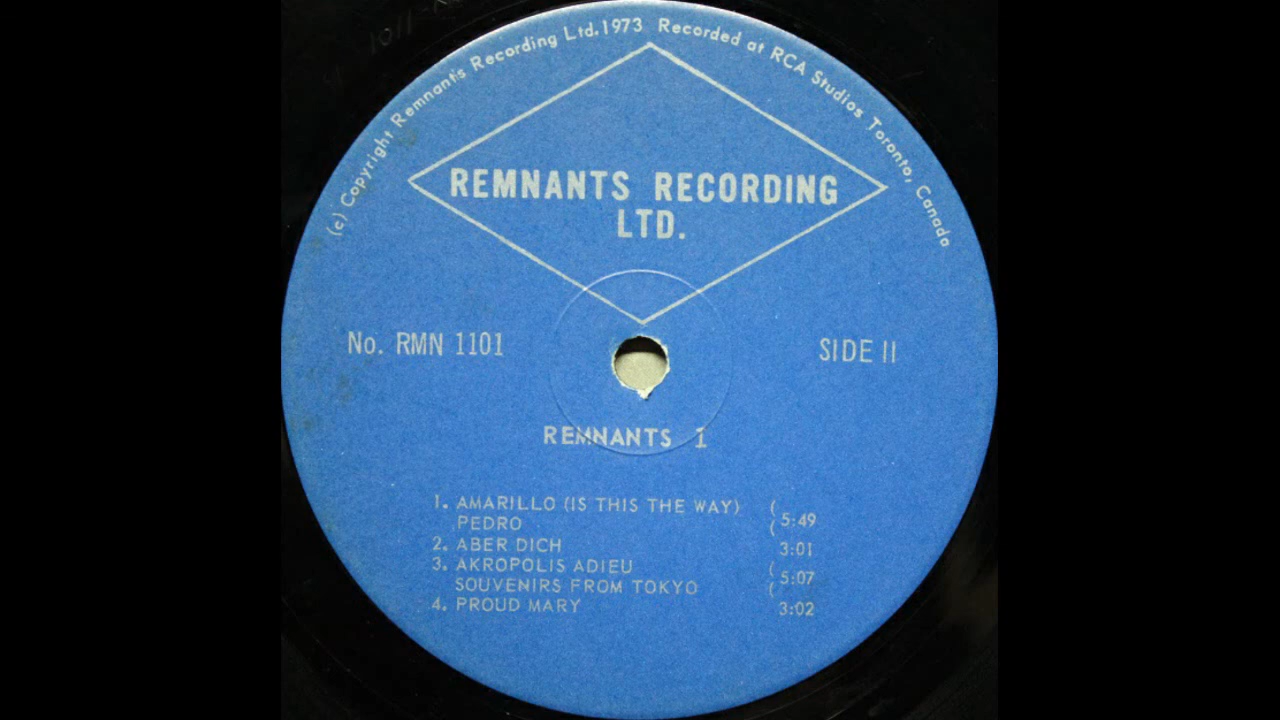 (c) Copyright Remnants Recording Ltd. 1973 Recorded at RCA Studios Toronto, Canada
REMNANTS RECORDING
LTD.
No. RMN 1101
SIDE II
REMNANTS 1
1. AMARILLO (IS THIS THE WAY) (
PEDRO ( 5:49
2. ABER DICH 3:01
3. AKROPOLIS ADIEU (
SOUVENIRS FROM TOKYO ( 5:07
4. PROUD MARY 3:02